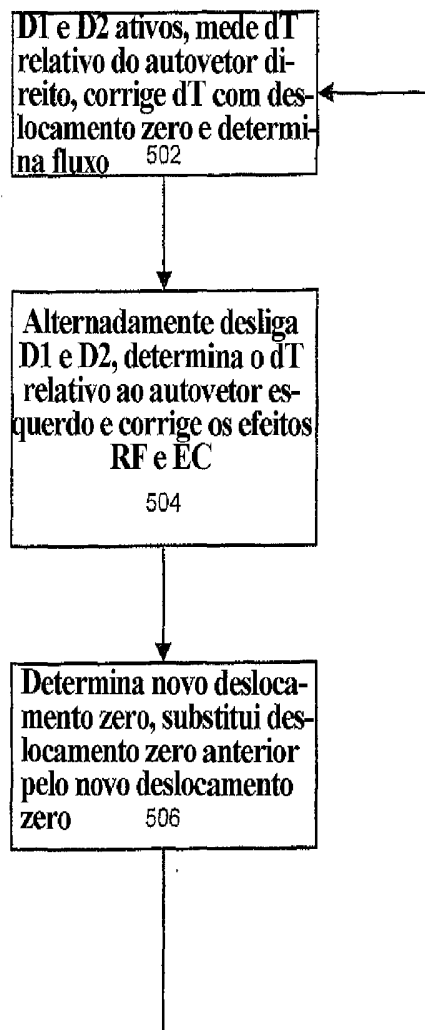 D1 e D2 ativos, mede dT
relativo do autovetor di-
reito, corrige dT com des-
locamento zero e determi-
na fluxo 502
Alternadamente desliga
D1 e D2, determina o dT
relativo ao autovetor es-
querdo e corrige os efeitos
RF e EC
504
Determina novo desloca-
mento zero, substitui des-
locamento zero anterior
pelo novo deslocamento
zero 506